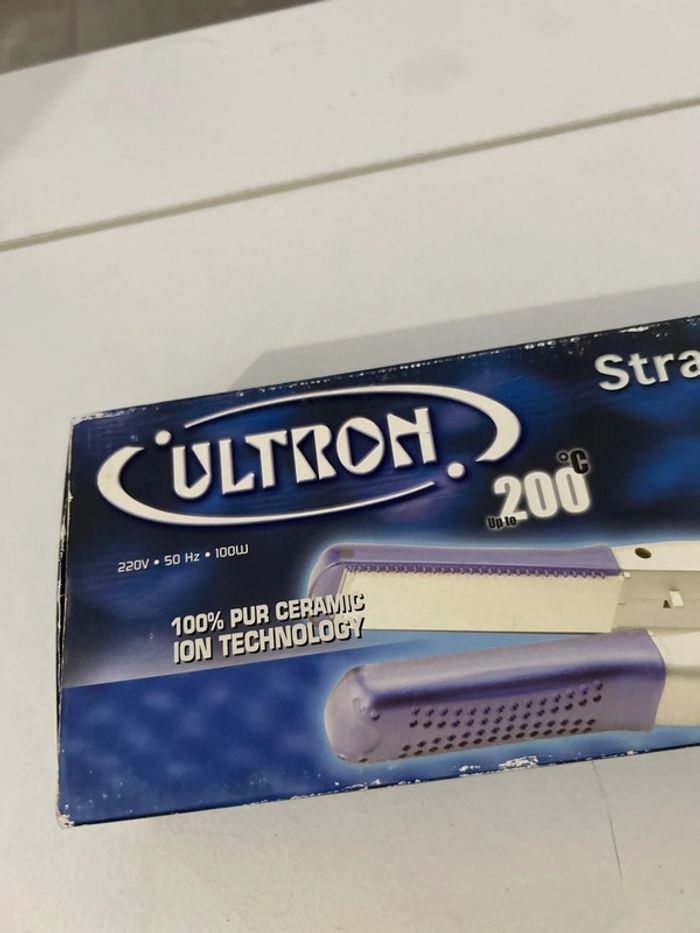 Stra
ULTRON
Up to 200°C
220V • 50 Hz • 100W
100% PUR CERAMIC
ION TECHNOLOGY